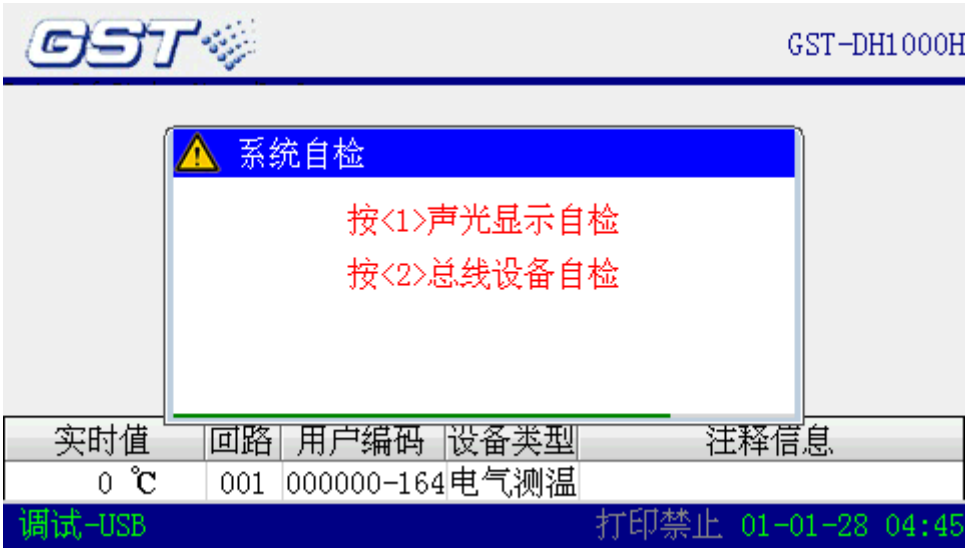 GST
GST-DH1000H
系统自检
按<1>声光显示自检
按<2>总线设备自检
实时值 回路 用户编码 设备类型 注释信息
0 ℃ 001 000000-164 电气测温
调试-USB 打印禁止 01-01-28 04:45